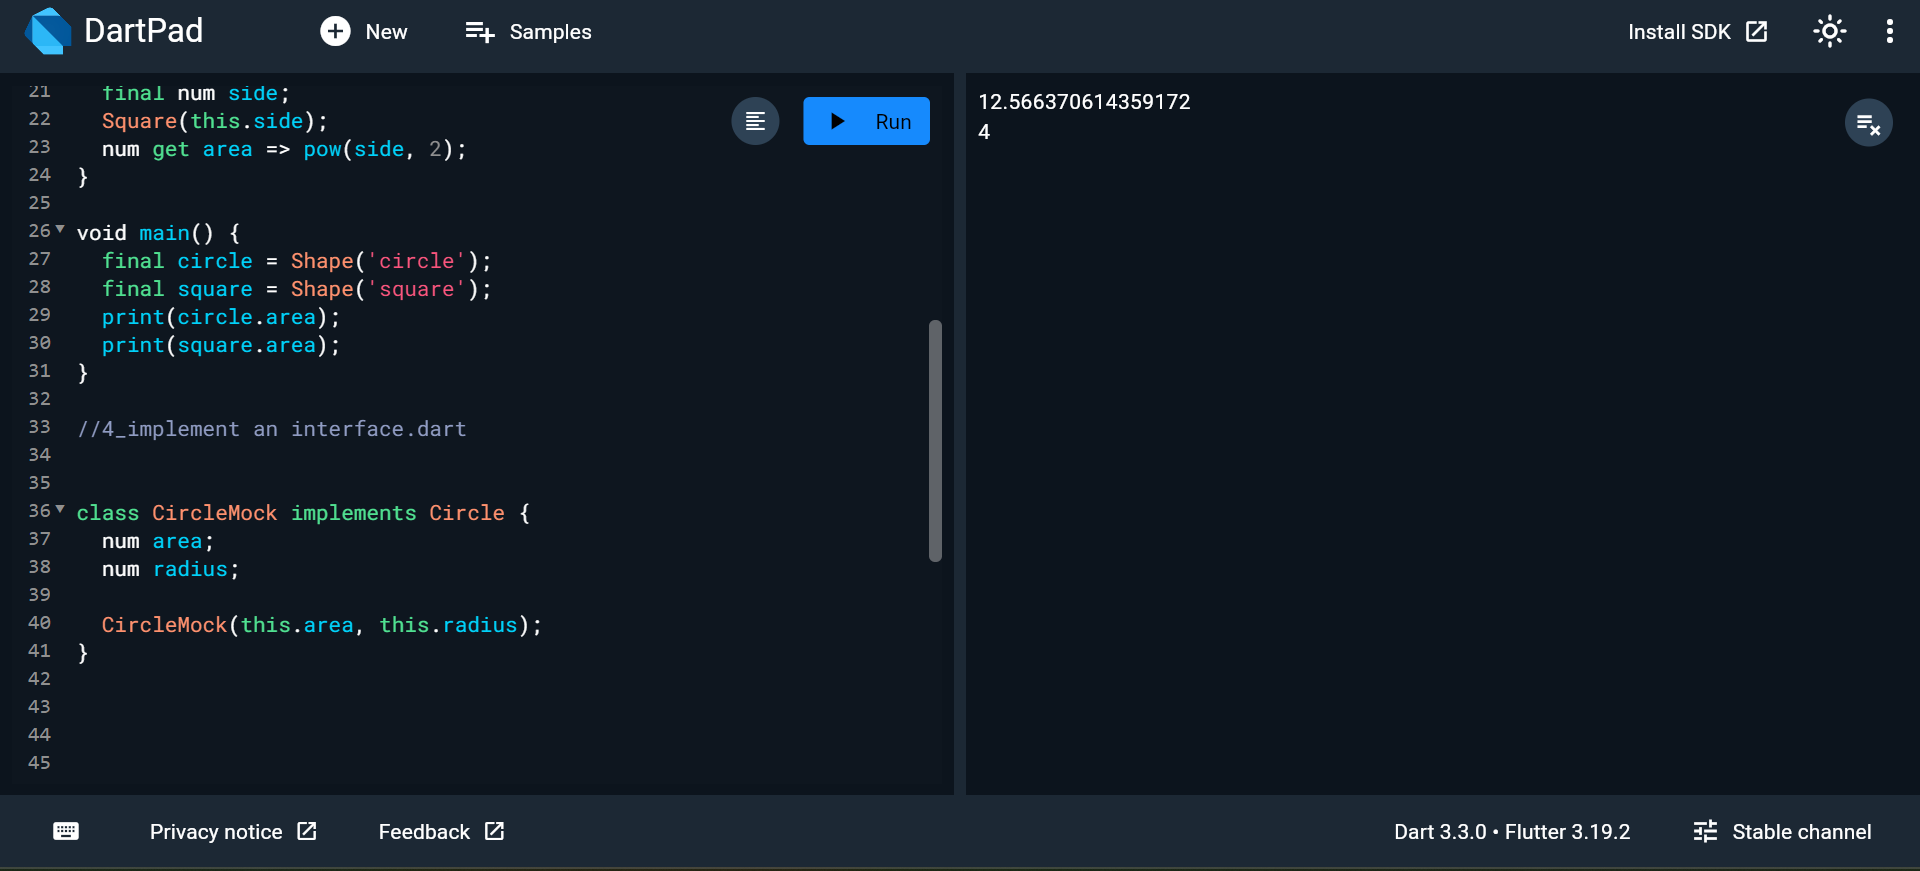 DartPad
New
Samples
Install SDK
21   final num side;
22   Square(this.side);
23   num get area => pow(side, 2);
24 }
25
26 void main() {
27   final circle = Shape('circle');
28   final square = Shape('square');
29   print(circle.area);
30   print(square.area);
31 }
32
33 //4_implement an interface.dart
34
35
36 class CircleMock implements Circle {
37   num area;
38   num radius;
39
40   CircleMock(this.area, this.radius);
41 }
42
43
44
45
Run
12.566370614359172
4
Privacy notice
Feedback
Dart 3.3.0 • Flutter 3.19.2
Stable channel